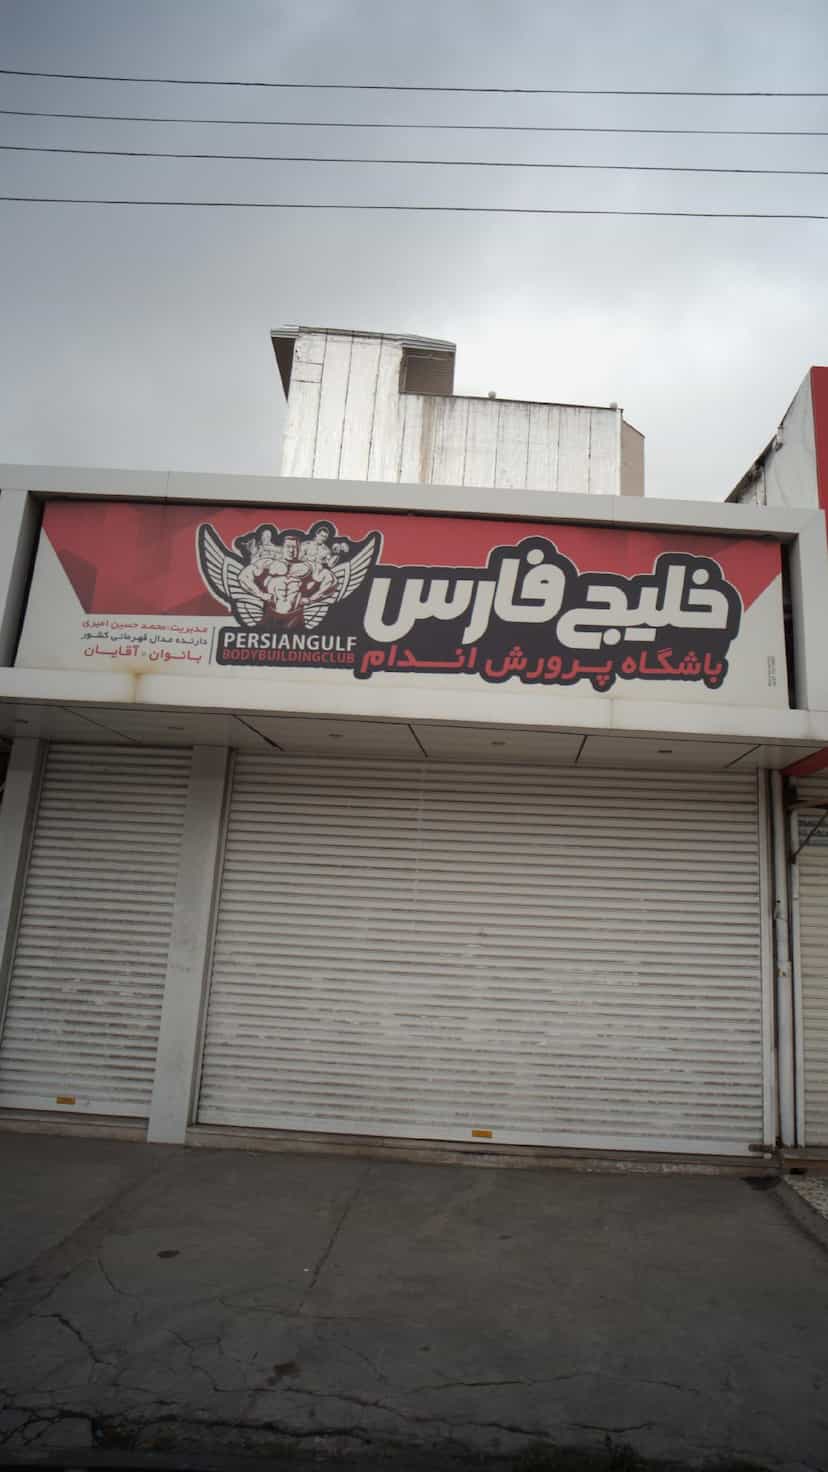 خلیج فارس
باشگاه پرورش اندام
PERSIANGULF
BODYBUILDINGCLUB
مدیریت: محمد حسین امیری
دارنده مدال قهرمانی کشور
بانوان - آقایان